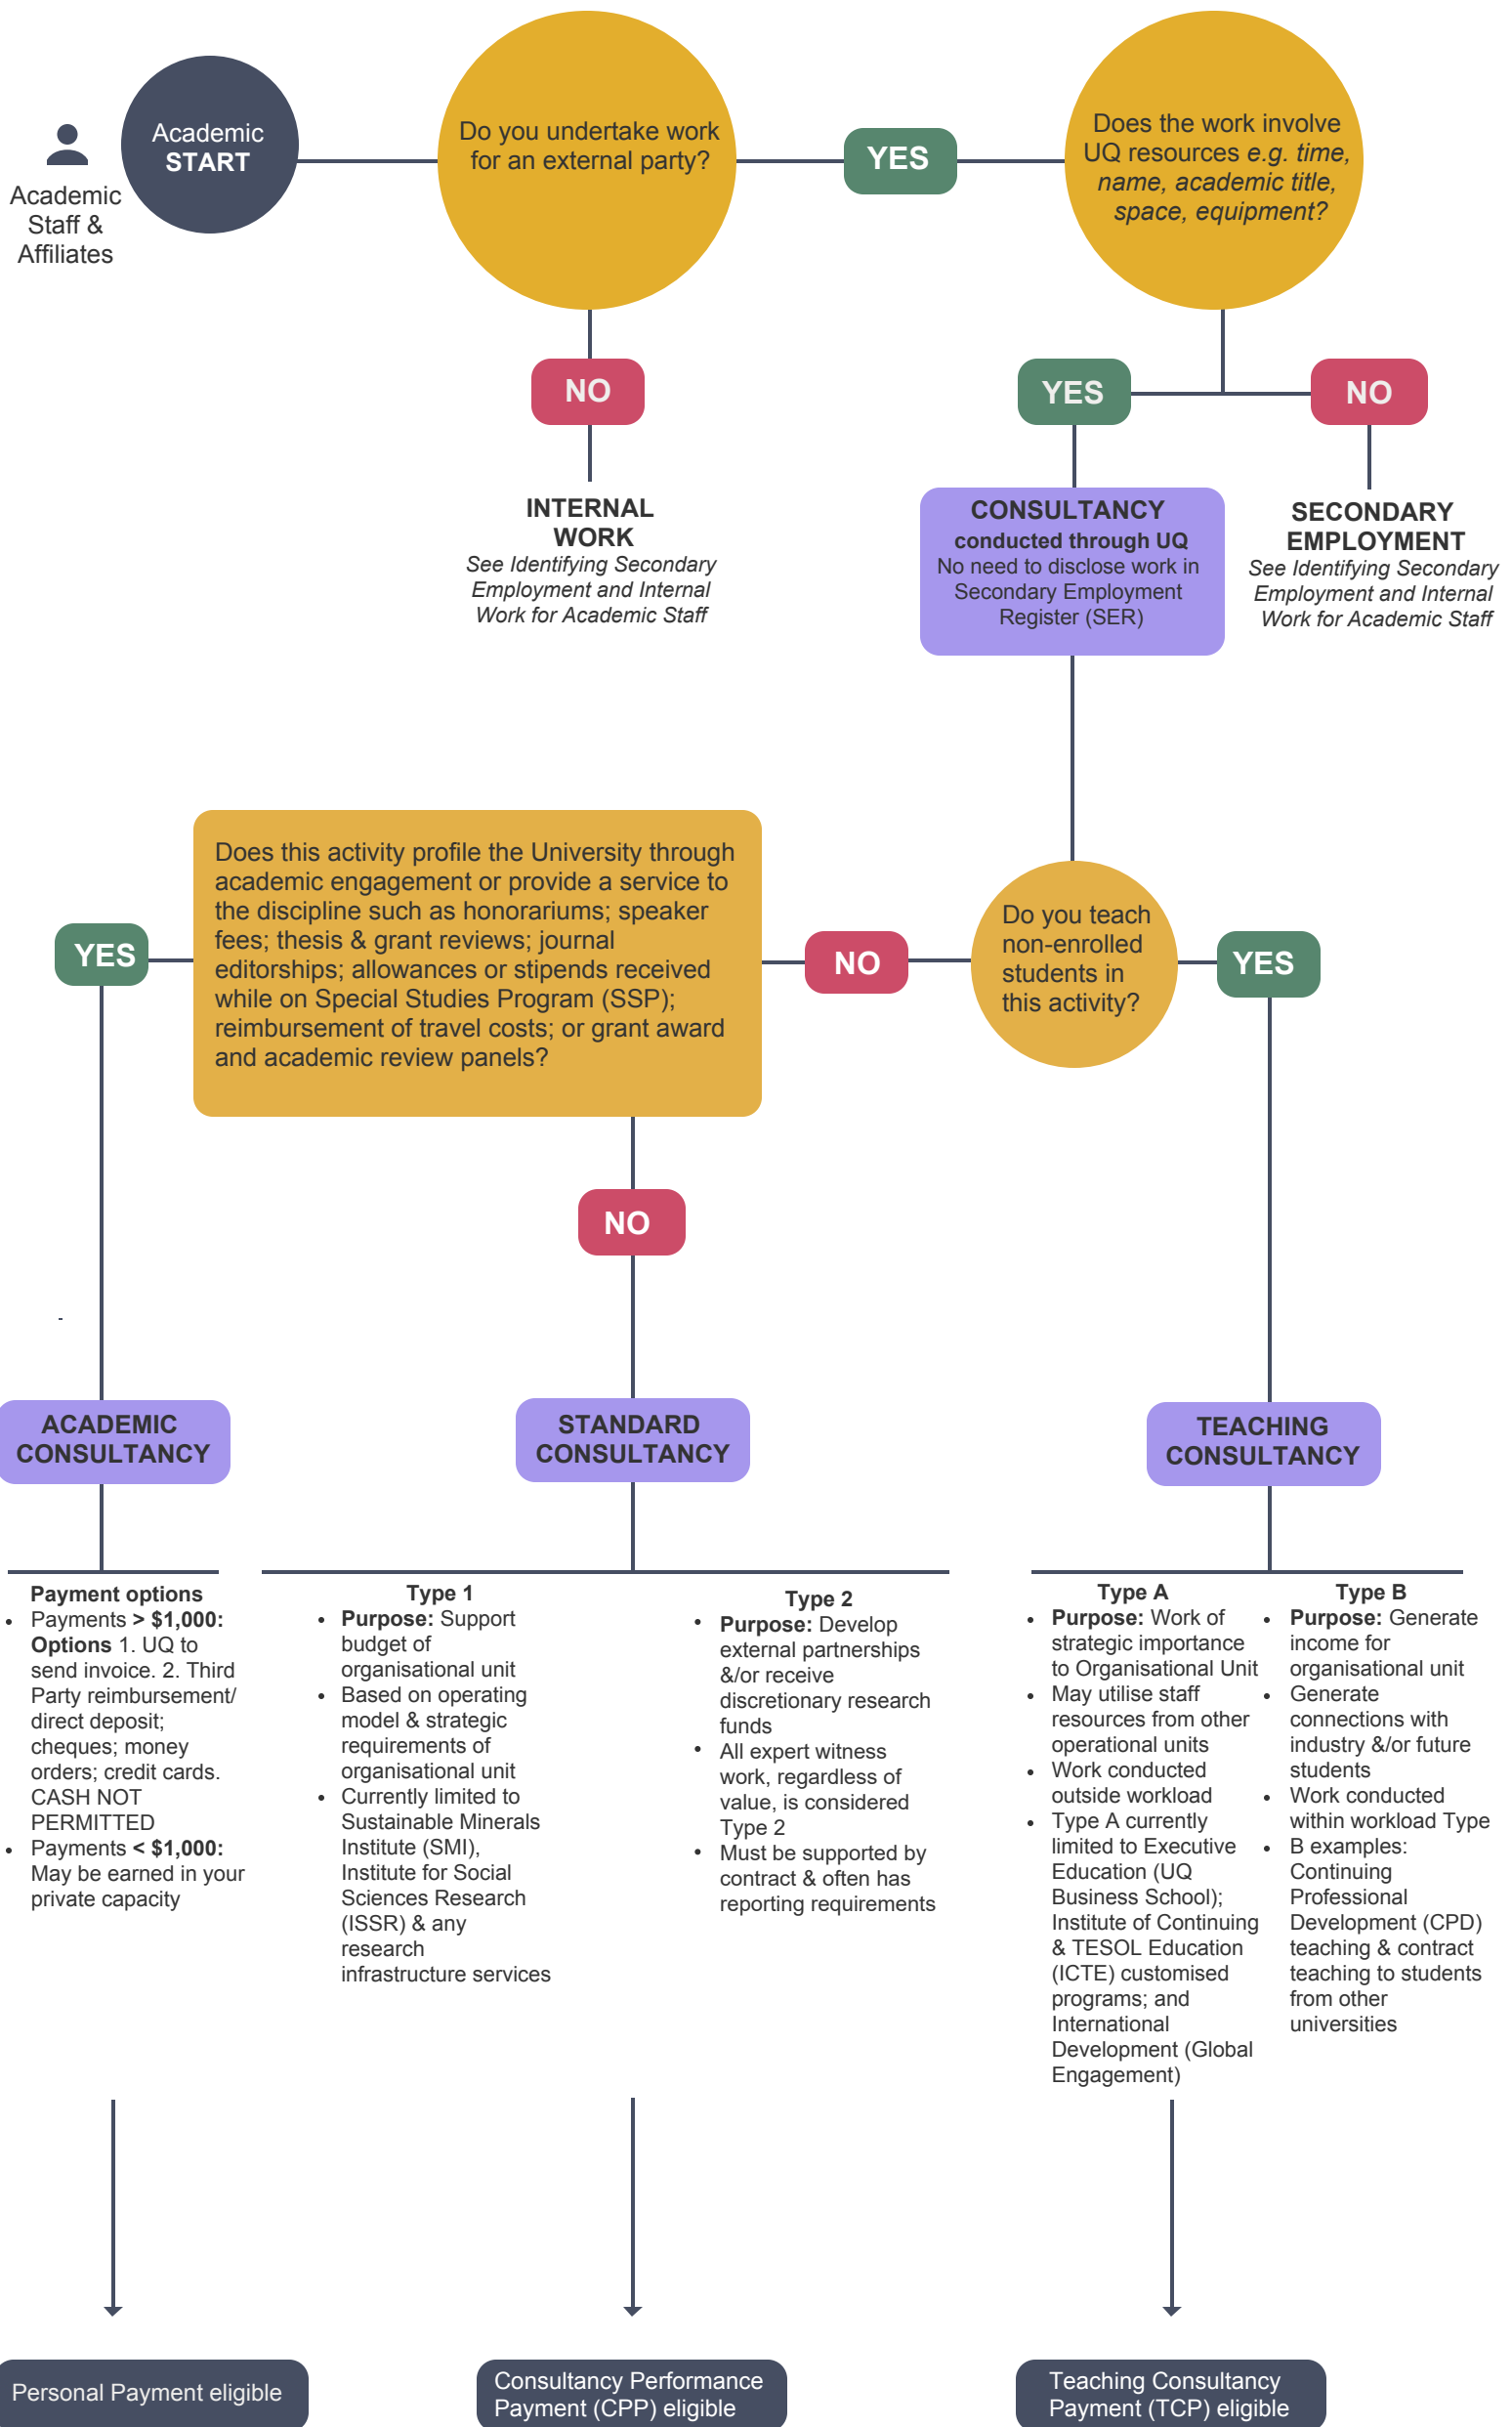 Academic
START
Academic
Staff &
Affiliates
Do you undertake work
for an external party?
YES
Does the work involve
UQ resources e.g. time,
name, academic title,
space, equipment?
NO
INTERNAL
WORK
See Identifying Secondary
Employment and Internal
Work for Academic Staff
YES
NO
CONSULTANCY
conducted through UQ
No need to disclose work in
Secondary Employment
Register (SER)
SECONDARY
EMPLOYMENT
See Identifying Secondary
Employment and Internal
Work for Academic Staff
Do you teach
non-enrolled
students in
this activity?
NO
YES
Does this activity profile the University through
academic engagement or provide a service to
the discipline such as honorariums; speaker
fees; thesis & grant reviews; journal
editorships; allowances or stipends received
while on Special Studies Program (SSP);
reimbursement of travel costs; or grant award
and academic review panels?
YES
NO
-
ACADEMIC
CONSULTANCY
STANDARD
CONSULTANCY
TEACHING
CONSULTANCY
Payment options
• Payments > $1,000:
Options 1. UQ to
send invoice. 2. Third
Party reimbursement/
direct deposit;
cheques; money
orders; credit cards.
CASH NOT
PERMITTED
• Payments < $1,000:
May be earned in your
private capacity
Type 1
• Purpose: Support
budget of
organisational unit
• Based on operating
model & strategic
requirements of
organisational unit
• Currently limited to
Sustainable Minerals
Institute (SMI),
Institute for Social
Sciences Research
(ISSR) & any
research
infrastructure services
Type 2
• Purpose: Develop
external partnerships
&/or receive
discretionary research
funds
• All expert witness
work, regardless of
value, is considered
Type 2
• Must be supported by
contract & often has
reporting requirements
Type A
• Purpose: Work of
strategic importance
to Organisational Unit
• May utilise staff
resources from other
operational units
• Work conducted
outside workload
• Type A currently
limited to Executive
Education (UQ
Business School);
Institute of Continuing
& TESOL Education
(ICTE) customised
programs; and
International
Development (Global
Engagement)
Type B
• Purpose: Generate
income for
organisational unit
• Generate
connections with
industry &/or future
students
• Work conducted
within workload Type
• B examples:
Continuing
Professional
Development (CPD)
teaching & contract
teaching to students
from other
universities
Personal Payment eligible
Consultancy Performance
Payment (CPP) eligible
Teaching Consultancy
Payment (TCP) eligible